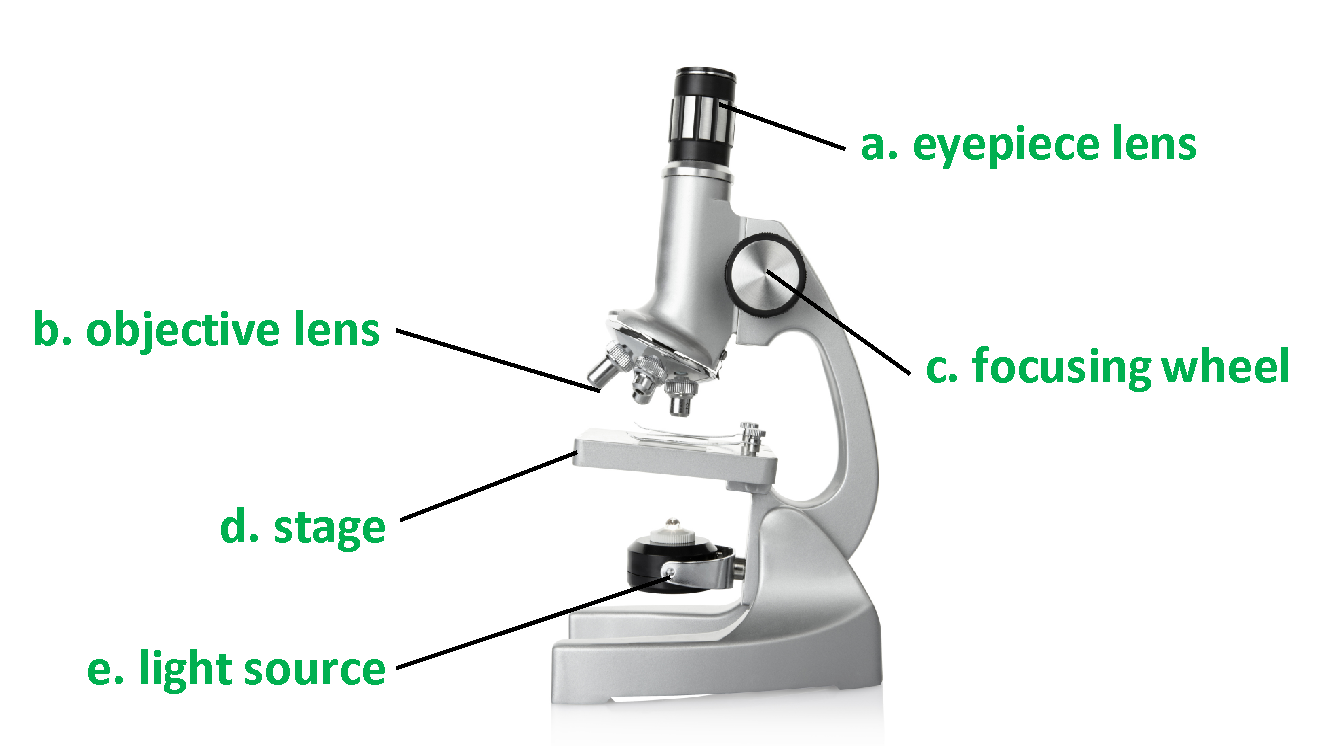 a. eyepiece lens
b. objective lens
c. focusing wheel
d. stage
e. light source